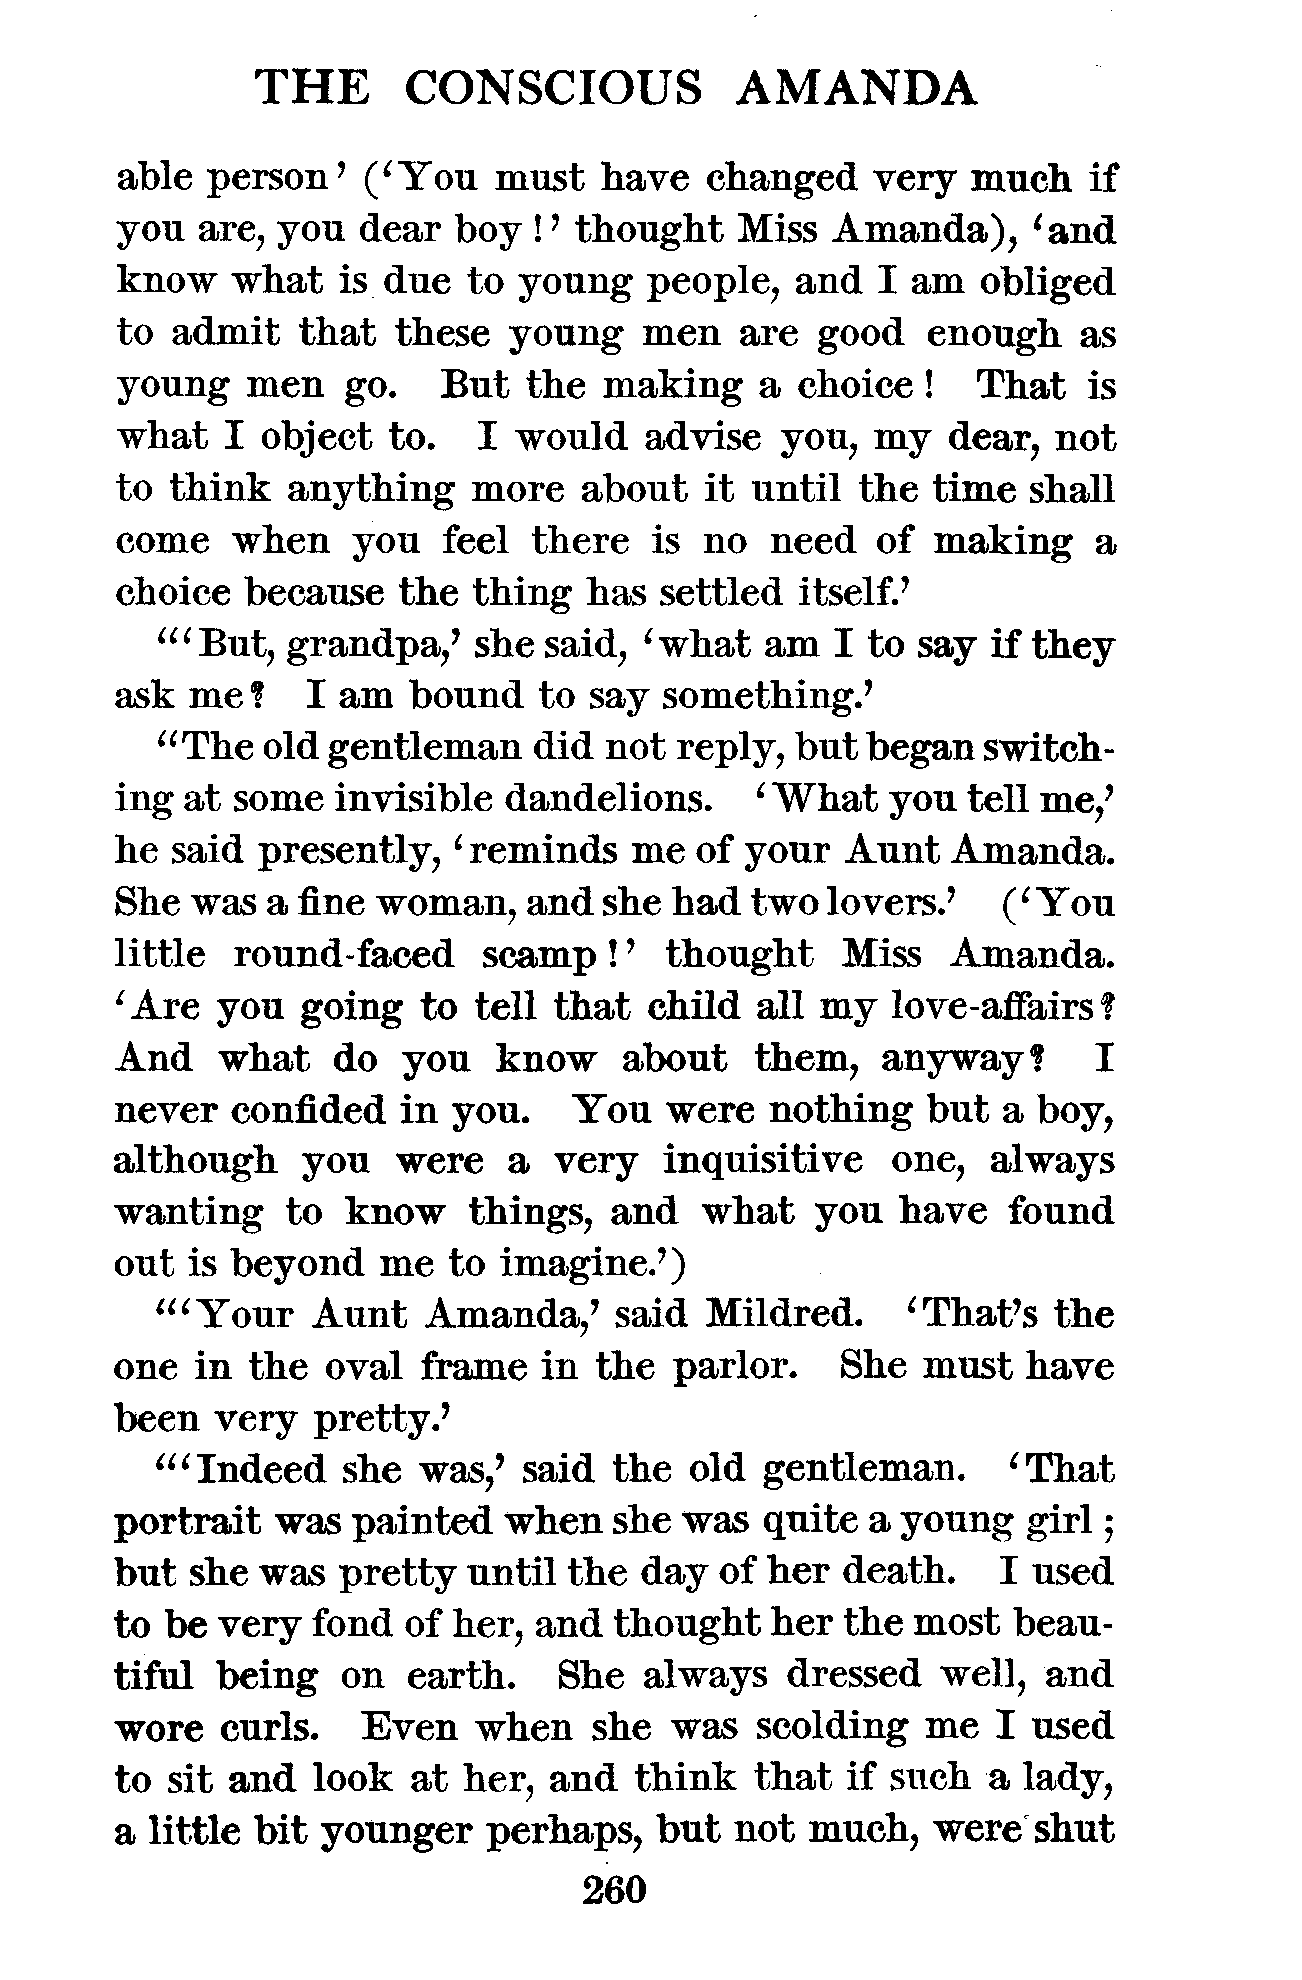 THE CONSCIOUS AMANDA
able person' ('You must have changed very much if
you are, you dear boy!' thought Miss Amanda), 'and
know what is due to young people, and I am obliged
to admit that these young men are good enough as
young men go. But the making a choice! That is
what I object to. I would advise you, my dear, not
to think anything more about it until the time shall
come when you feel there is no need of making a
choice because the thing has settled itself.'
"'But, grandpa,' she said, 'what am I to say if they
ask me? I am bound to say something.'
"The old gentleman did not reply, but began switch-
ing at some invisible dandelions. 'What you tell me,'
he said presently, 'reminds me of your Aunt Amanda.
She was a fine woman, and she had two lovers.' ('You
little round-faced scamp!' thought Miss Amanda.
'Are you going to tell that child all my love-affairs?
And what do you know about them, anyway? I
never confided in you. You were nothing but a boy,
although you were a very inquisitive one, always
wanting to know things, and what you have found
out is beyond me to imagine.')
"'Your Aunt Amanda,' said Mildred. 'That's the
one in the oval frame in the parlor. She must have
been very pretty.'
"'Indeed she was,' said the old gentleman. 'That
portrait was painted when she was quite a young girl;
but she was pretty until the day of her death. I used
to be very fond of her, and thought her the most beau-
tiful being on earth. She always dressed well, and
wore curls. Even when she was scolding me I used
to sit and look at her, and think that if such a lady,
a little bit younger perhaps, but not much, were shut
260